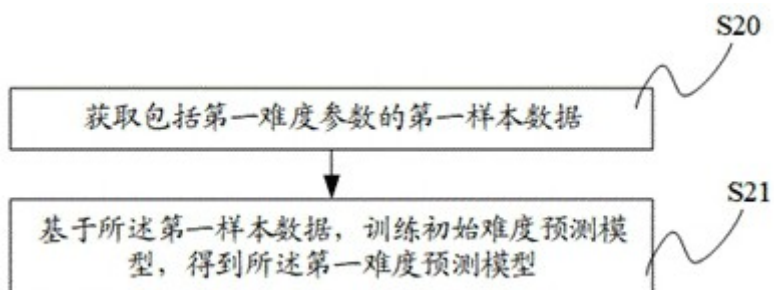 S20
获取包括第一难度参数的第一样本数据
S21
基于所述第一样本数据，训练初始难度预测模
型，得到所述第一难度预测模型